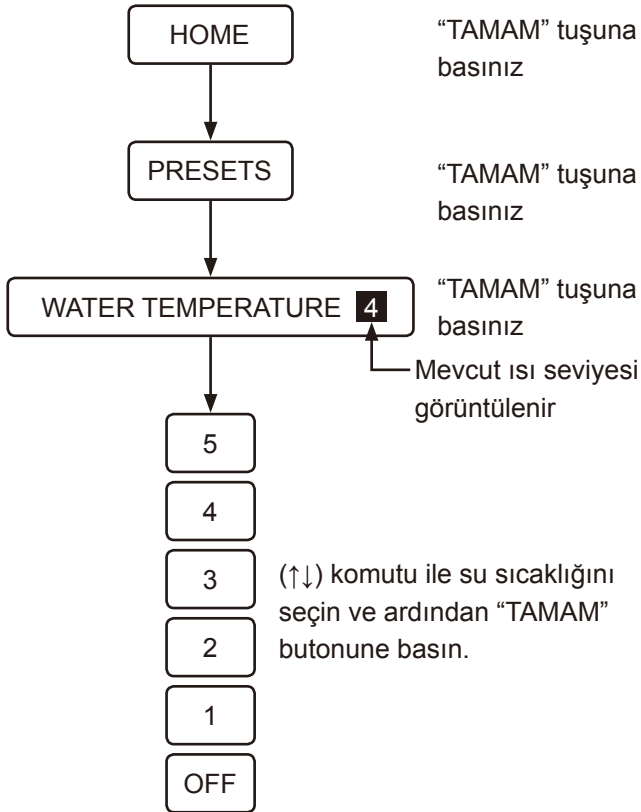 HOME
“TAMAM” tuşuna
basınız
PRESETS
“TAMAM” tuşuna
basınız
WATER TEMPERATURE 4
“TAMAM” tuşuna
basınız
Mevcut ısı seviyesi
görüntülenir
5
4
3
2
1
OFF
(↑↓) komutu ile su sıcaklığını
seçin ve ardından “TAMAM”
butonune basın.